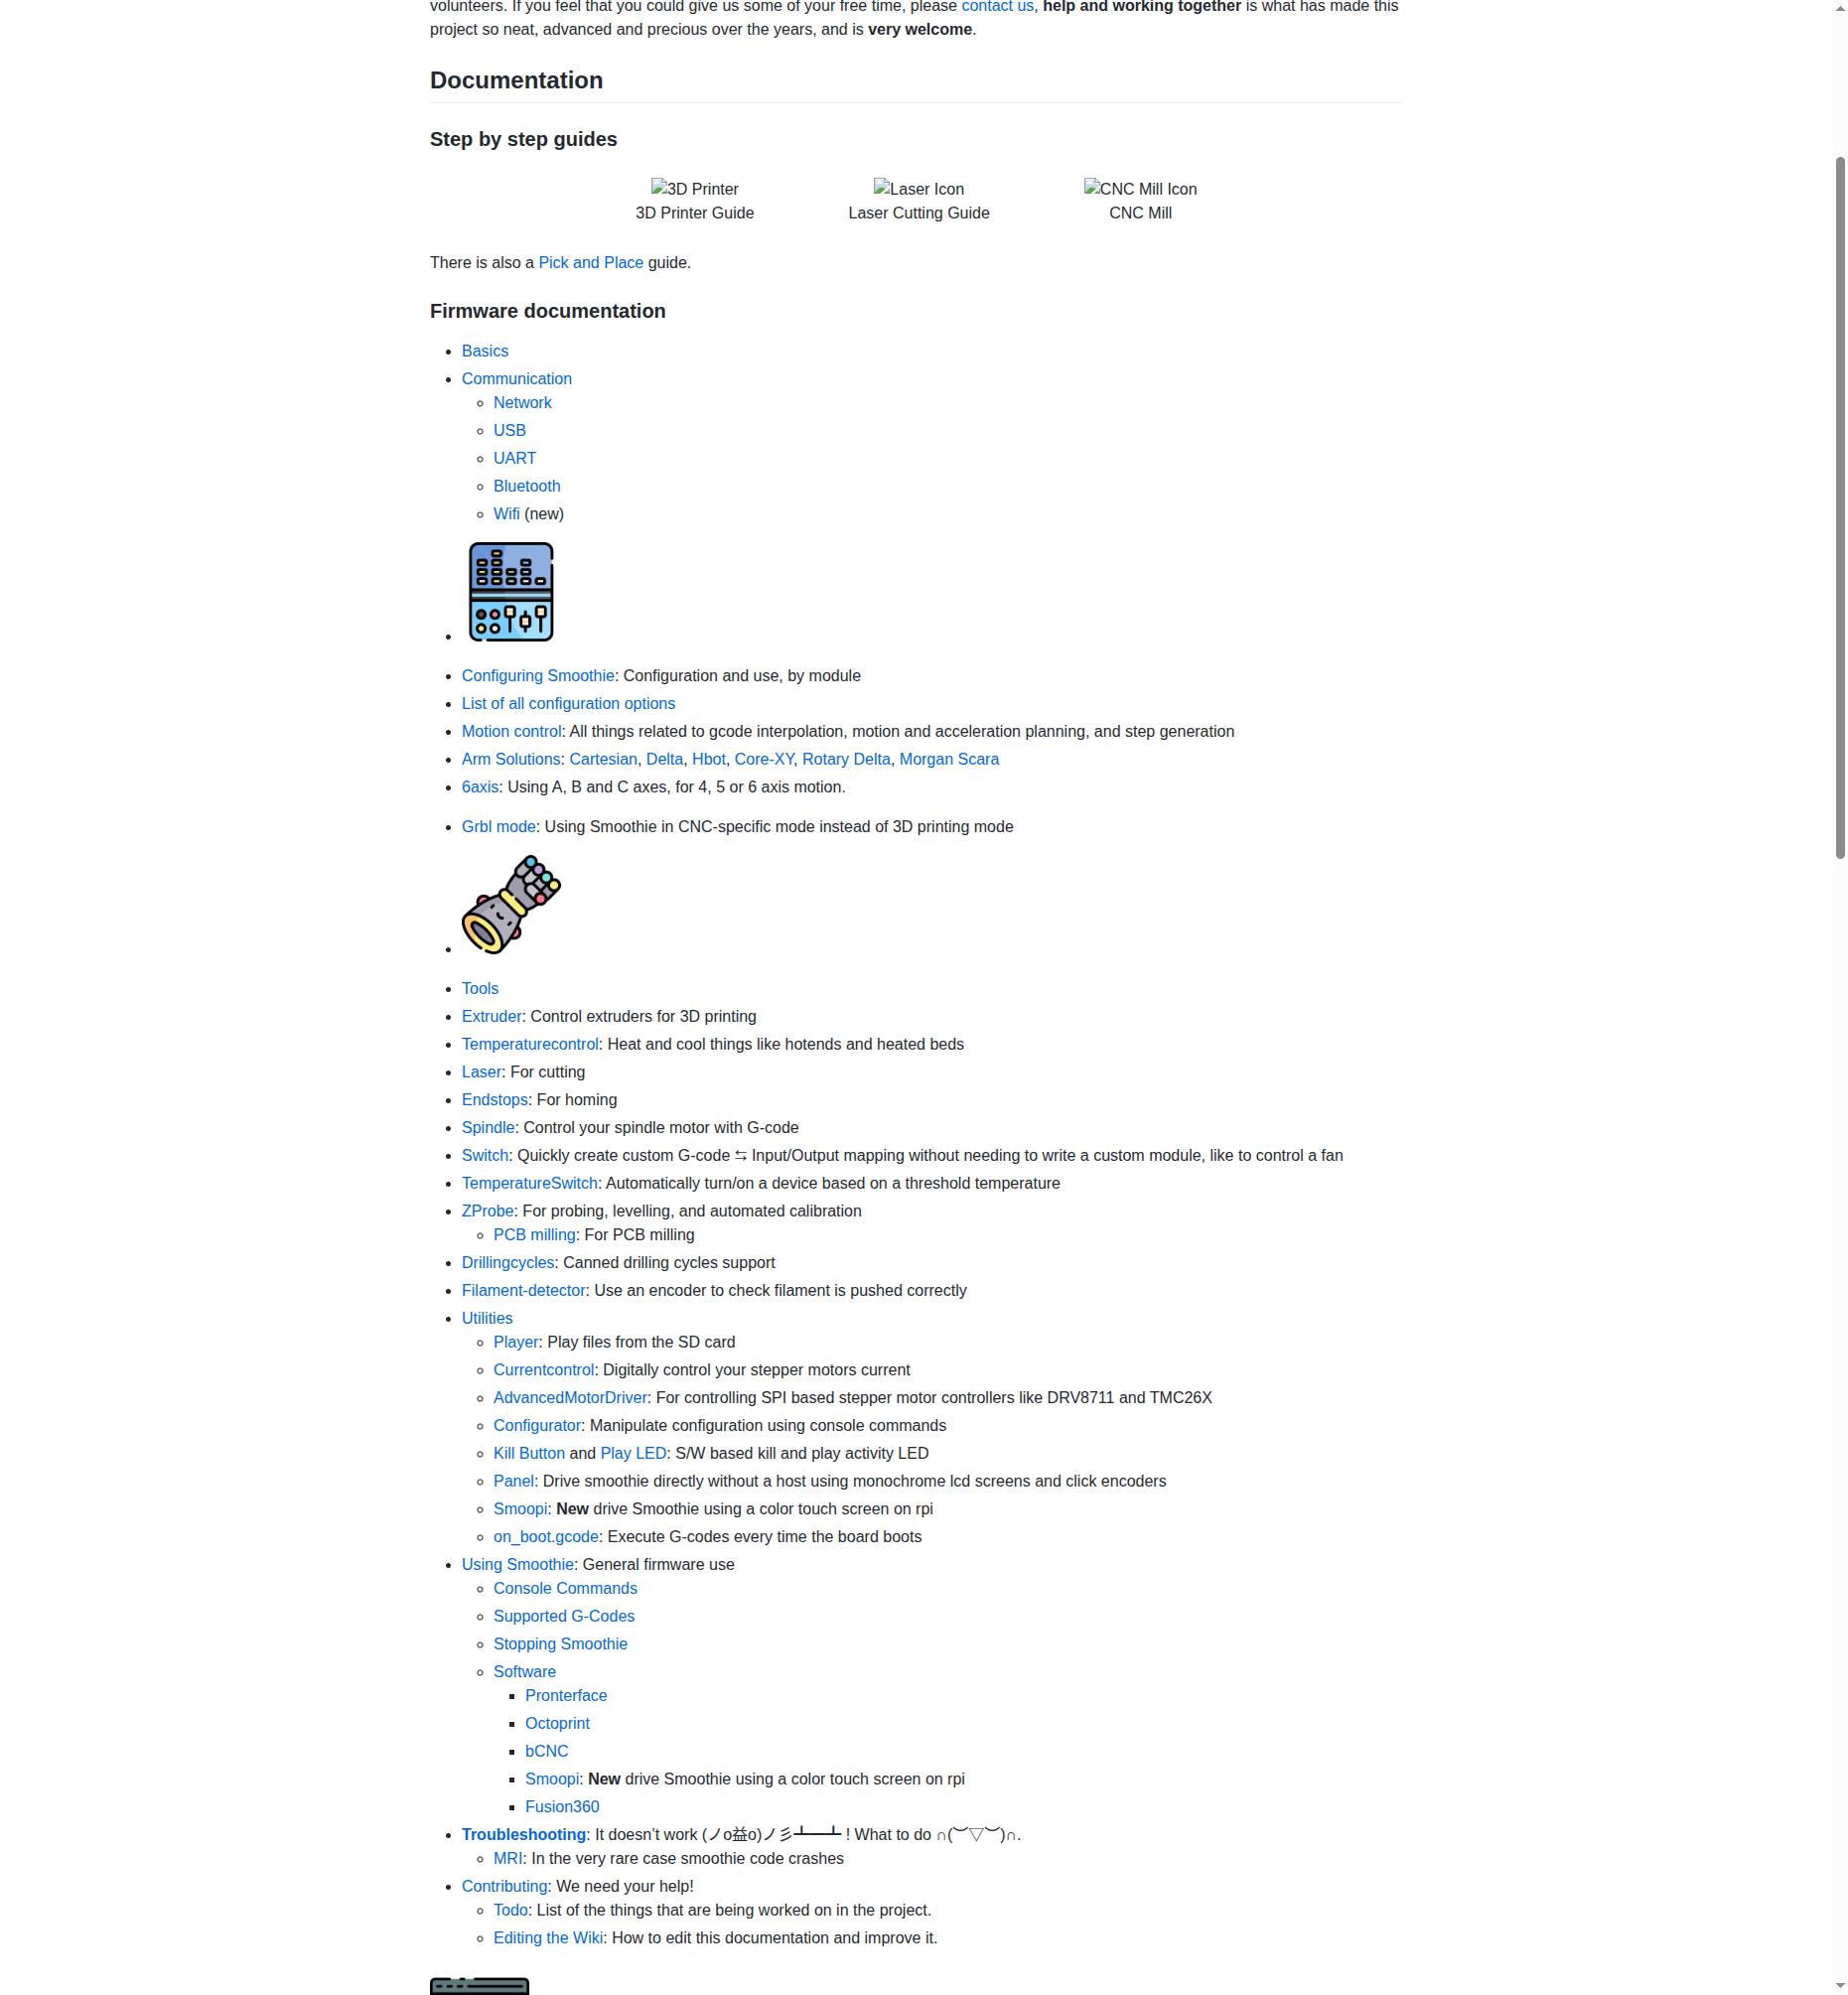 volunteers. If you feel that you could give us some of your free time, please contact us, help and working together is what has made this
project so neat, advanced and precious over the years, and is very welcome.
Documentation
Step by step guides
3D Printer
Laser Icon
CNC Mill Icon
3D Printer Guide
Laser Cutting Guide
CNC Mill
There is also a Pick and Place guide.
Firmware documentation
Basics
Communication
Network
USB
UART
Bluetooth
Wifi (new)
Configuring Smoothie: Configuration and use, by module
List of all configuration options
Motion control: All things related to gcode interpolation, motion and acceleration planning, and step generation
Arm Solutions: Cartesian, Delta, Hbot, Core-XY, Rotary Delta, Morgan Scara
6axis: Using A, B and C axes, for 4, 5 or 6 axis motion.
Grbl mode: Using Smoothie in CNC-specific mode instead of 3D printing mode
Tools
Extruder: Control extruders for 3D printing
Temperaturecontrol: Heat and cool things like hotends and heated beds
Laser: For cutting
Endstops: For homing
Spindle: Control your spindle motor with G-code
Switch: Quickly create custom G-code ⇆ Input/Output mapping without needing to write a custom module, like to control a fan
TemperatureSwitch: Automatically turn/on a device based on a threshold temperature
ZProbe: For probing, levelling, and automated calibration
PCB milling: For PCB milling
Drillingcycles: Canned drilling cycles support
Filament-detector: Use an encoder to check filament is pushed correctly
Utilities
Player: Play files from the SD card
Currentcontrol: Digitally control your stepper motors current
AdvancedMotorDriver: For controlling SPI based stepper motor controllers like DRV8711 and TMC26X
Configurator: Manipulate configuration using console commands
Kill Button and Play LED: S/W based kill and play activity LED
Panel: Drive smoothie directly without a host using monochrome lcd screens and click encoders
Smoopi: New drive Smoothie using a color touch screen on rpi
on_boot.gcode: Execute G-codes every time the board boots
Using Smoothie: General firmware use
Console Commands
Supported G-Codes
Stopping Smoothie
Software
Pronterface
Octoprint
bCNC
Smoopi: New drive Smoothie using a color touch screen on rpi
Fusion360
Troubleshooting: It doesn’t work (ノo益o)ノ彡┻━┻ ! What to do ∩(︶▽︶)∩.
MRI: In the very rare case smoothie code crashes
Contributing: We need your help!
Todo: List of the things that are being worked on in the project.
Editing the Wiki: How to edit this documentation and improve it.